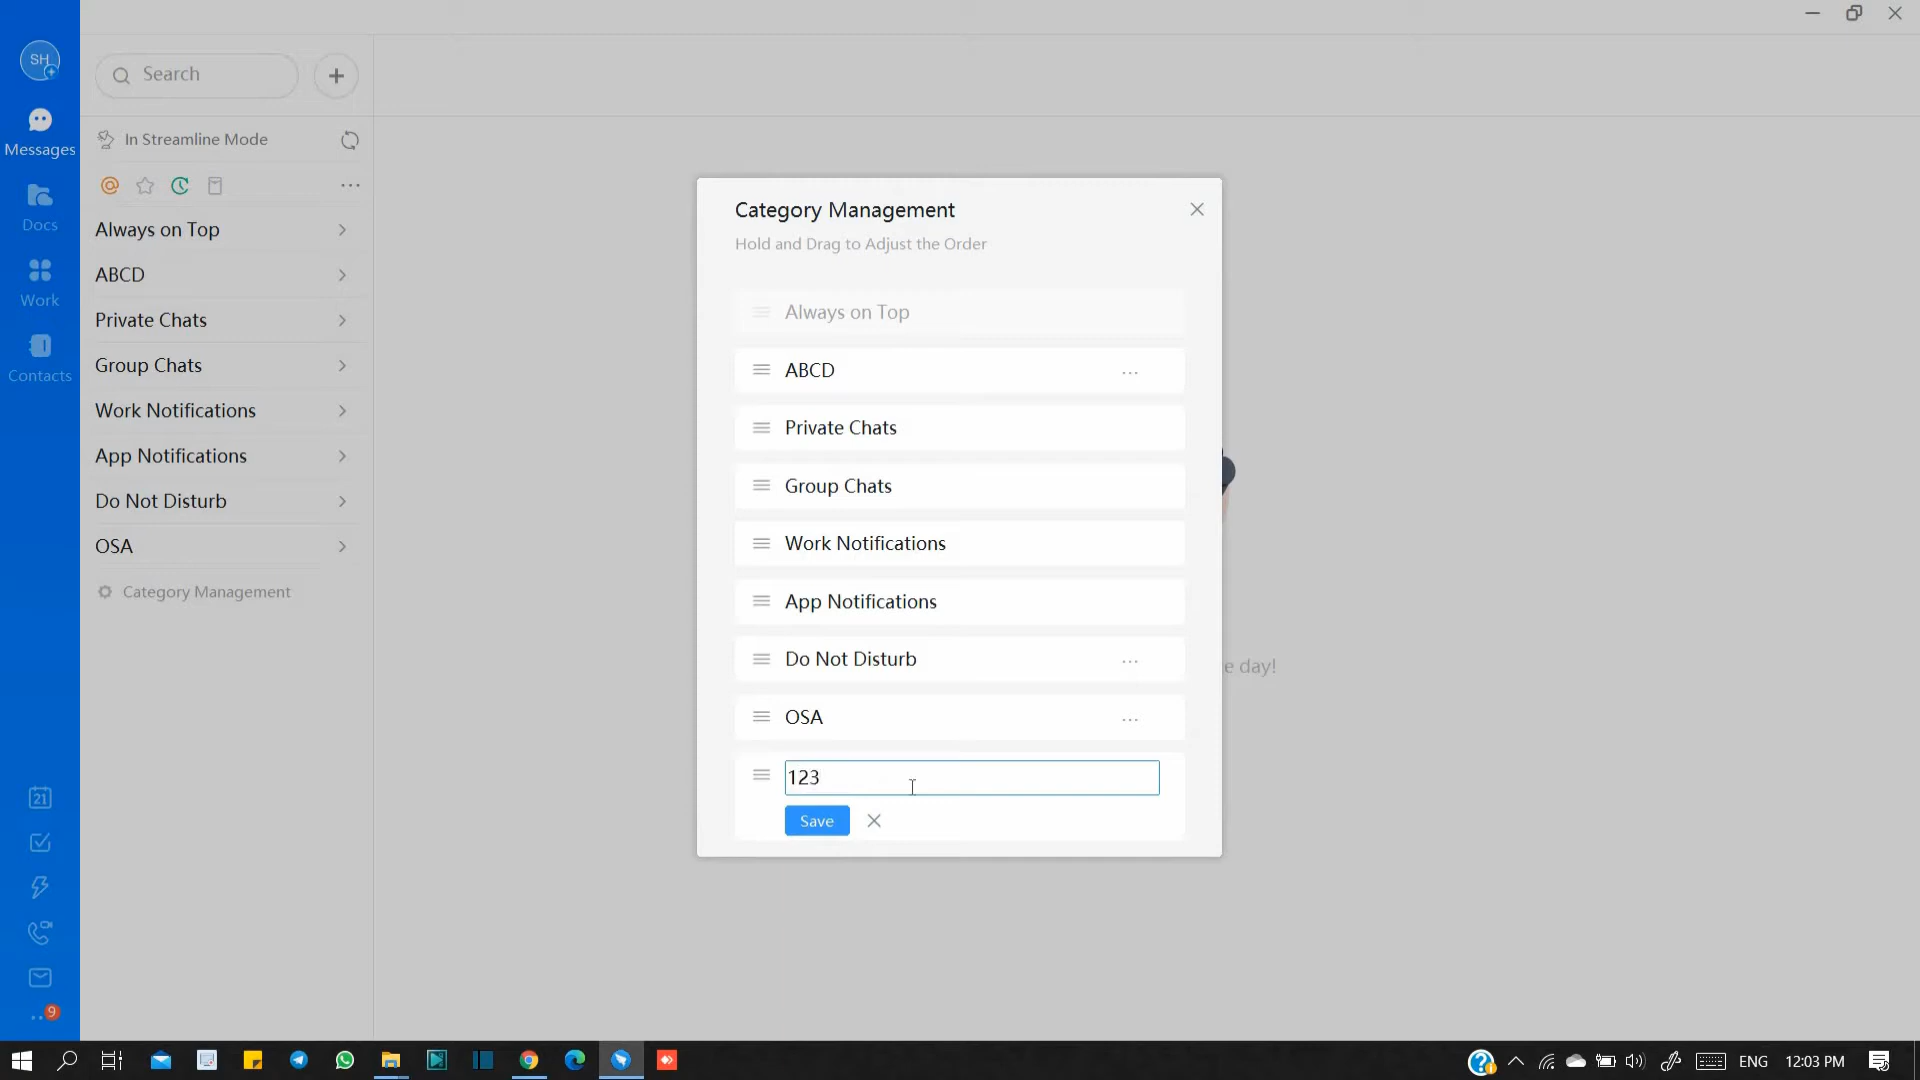 SH
Search
In Streamline Mode
Messages
Docs
Work
Contacts
Always on Top
ABCD
Private Chats
Group Chats
Work Notifications
App Notifications
Do Not Disturb
OSA
Category Management
21
9
Category Management
Hold and Drag to Adjust the Order
Always on Top
ABCD
Private Chats
Group Chats
Work Notifications
App Notifications
Do Not Disturb
OSA
123
Save
e day!
ENG
12:03 PM